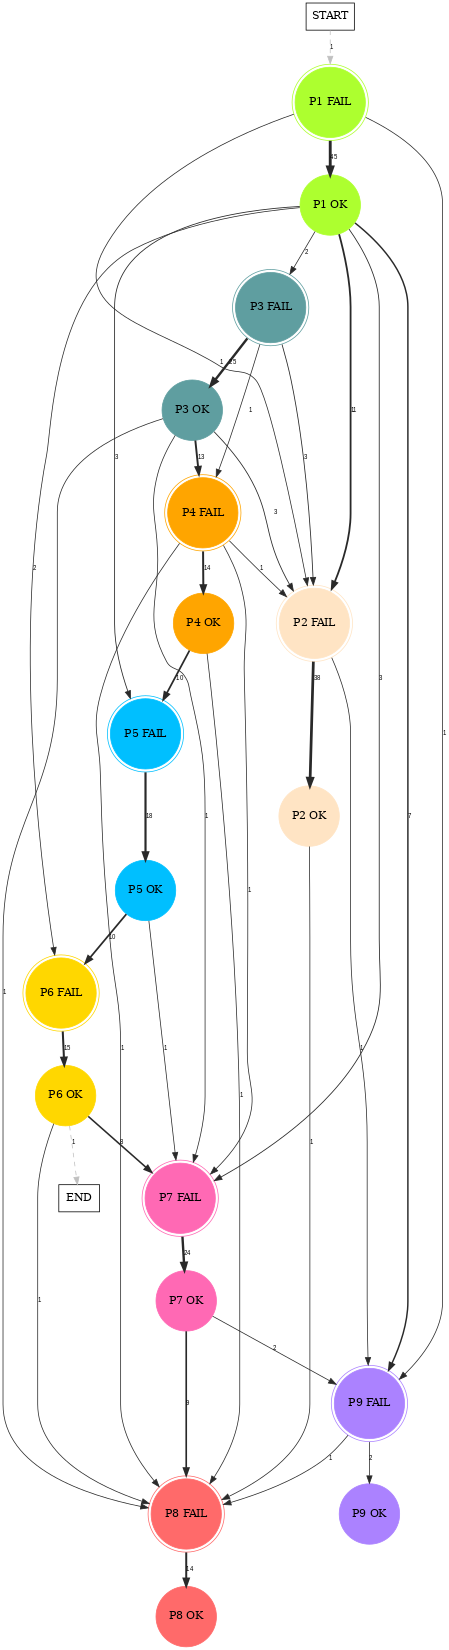 START
1
P1 FAIL
45
P1 OK
2
P3 FAIL
1
25
1
3
11
P3 OK
13
3
3
2
P4 FAIL
1
14
P2 FAIL
P4 OK
10
38
3
P5 FAIL
1
7
18
1
P2 OK
P5 OK
10
1
P6 FAIL
1
1
15
1
1
1
P6 OK
1
8
1
1
END
P7 FAIL
24
P7 OK
1
2
9
P9 FAIL
1
2
P8 FAIL
P9 OK
14
P8 OK